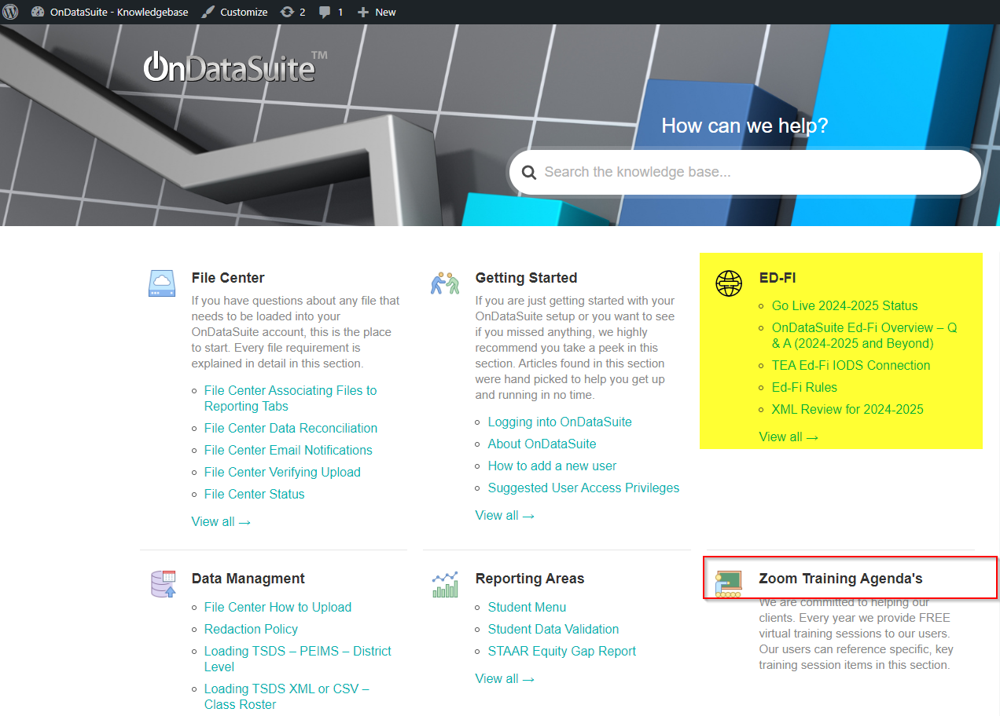 OnDataSuite - Knowledgebase Customize 2 1 New
OnDataSuite™
How can we help?
Search the knowledge base...
File Center
If you have questions about any file that
needs to be loaded into your
OnDataSuite account, this is the place
to start. Every file requirement is
explained in detail in this section.
File Center Associating Files to
Reporting Tabs
File Center Data Reconciliation
File Center Email Notifications
File Center Verifying Upload
File Center Status
View all →
Getting Started
If you are just getting started with your
OnDataSuite setup or you want to see
if you missed anything, we highly
recommend you take a peek in this
section. Articles found in this section
were hand picked to help you get up
and running in no time.
Logging into OnDataSuite
About OnDataSuite
How to add a new user
Suggested User Access Privileges
View all →
ED-FI
Go Live 2024-2025 Status
OnDataSuite Ed-Fi Overview – Q
& A (2024-2025 and Beyond)
TEA Ed-Fi IODS Connection
Ed-Fi Rules
XML Review for 2024-2025
View all →
Data Managment
File Center How to Upload
Redaction Policy
Loading TSDS – PEIMS – District
Level
Loading TSDS XML or CSV –
Class Roster
Reporting Areas
Student Menu
Student Data Validation
STAAR Equity Gap Report
View all →
Zoom Training Agenda's
We are committed to helping our
clients. Every year we provide FREE
virtual training sessions to our users.
Our users can reference specific, key
training session items in this section.